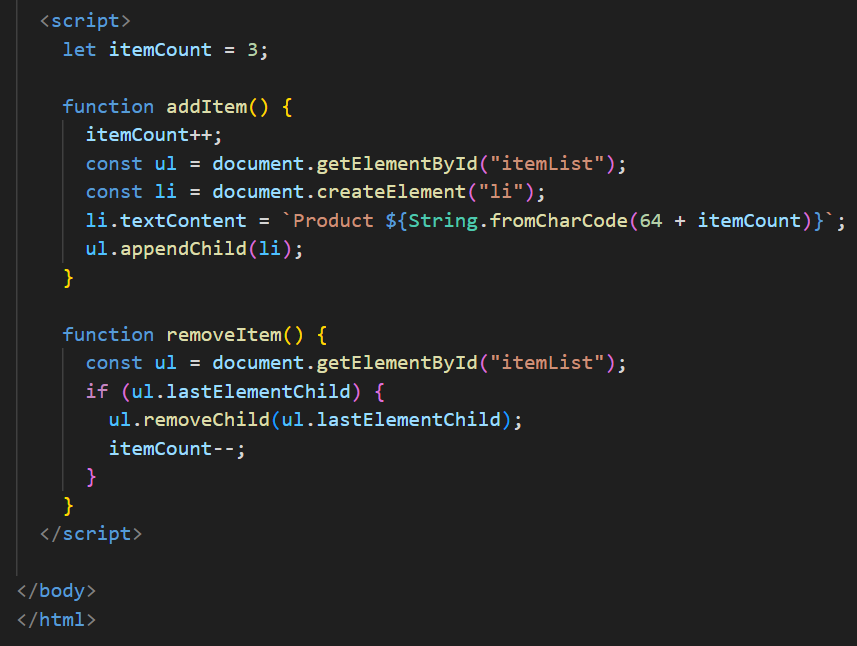 <script>
let itemCount = 3;
function addItem() {
itemCount++;
const ul = document.getElementById("itemList");
const li = document.createElement("li");
li.textContent = `Product ${String.fromCharCode(64 + itemCount)}`;
ul.appendChild(li);
}
function removeItem() {
const ul = document.getElementById("itemList");
if (ul.lastElementChild) {
ul.removeChild(ul.lastElementChild);
itemCount--;
}
}
</script>
</body>
</html>